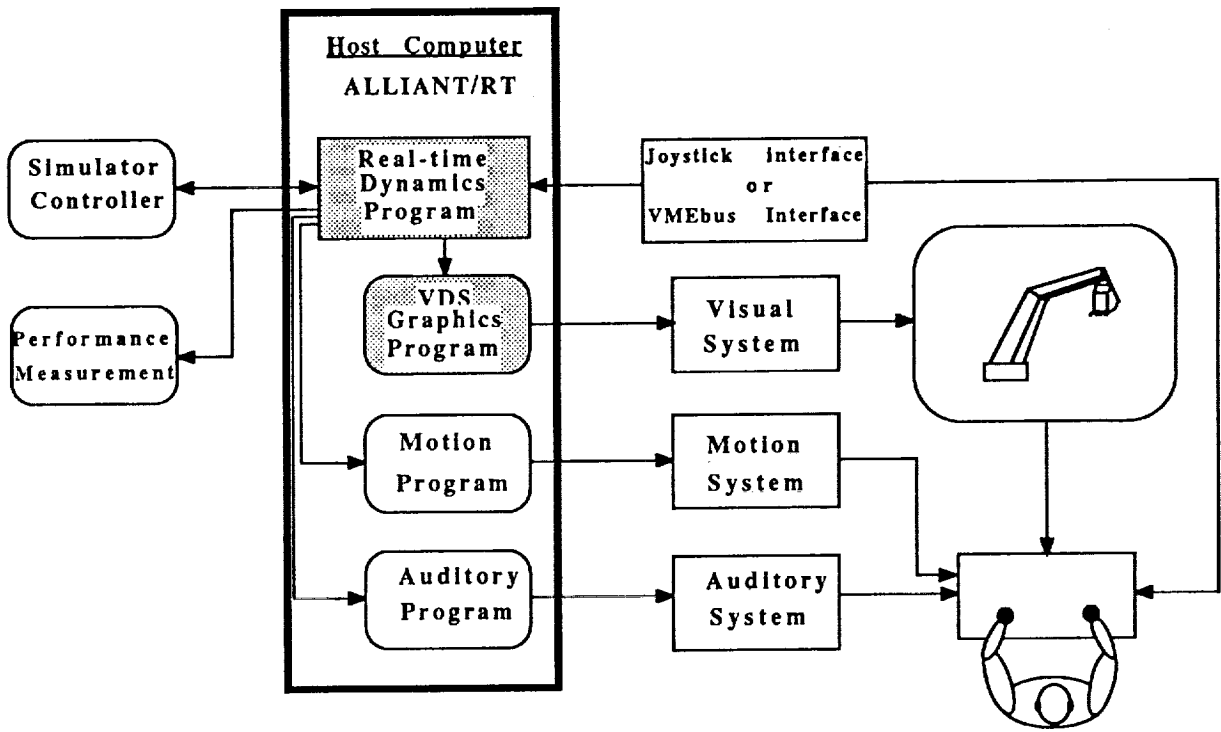 Host Computer
ALLIANT/RT
Simulator
Controller
Real-time
Dynamics
Program
Joystick interface
or
VMEbus Interface
Performance
Measurement
VDS
Graphics
Program
Visual
System
Motion
Program
Motion
System
Auditory
Program
Auditory
System